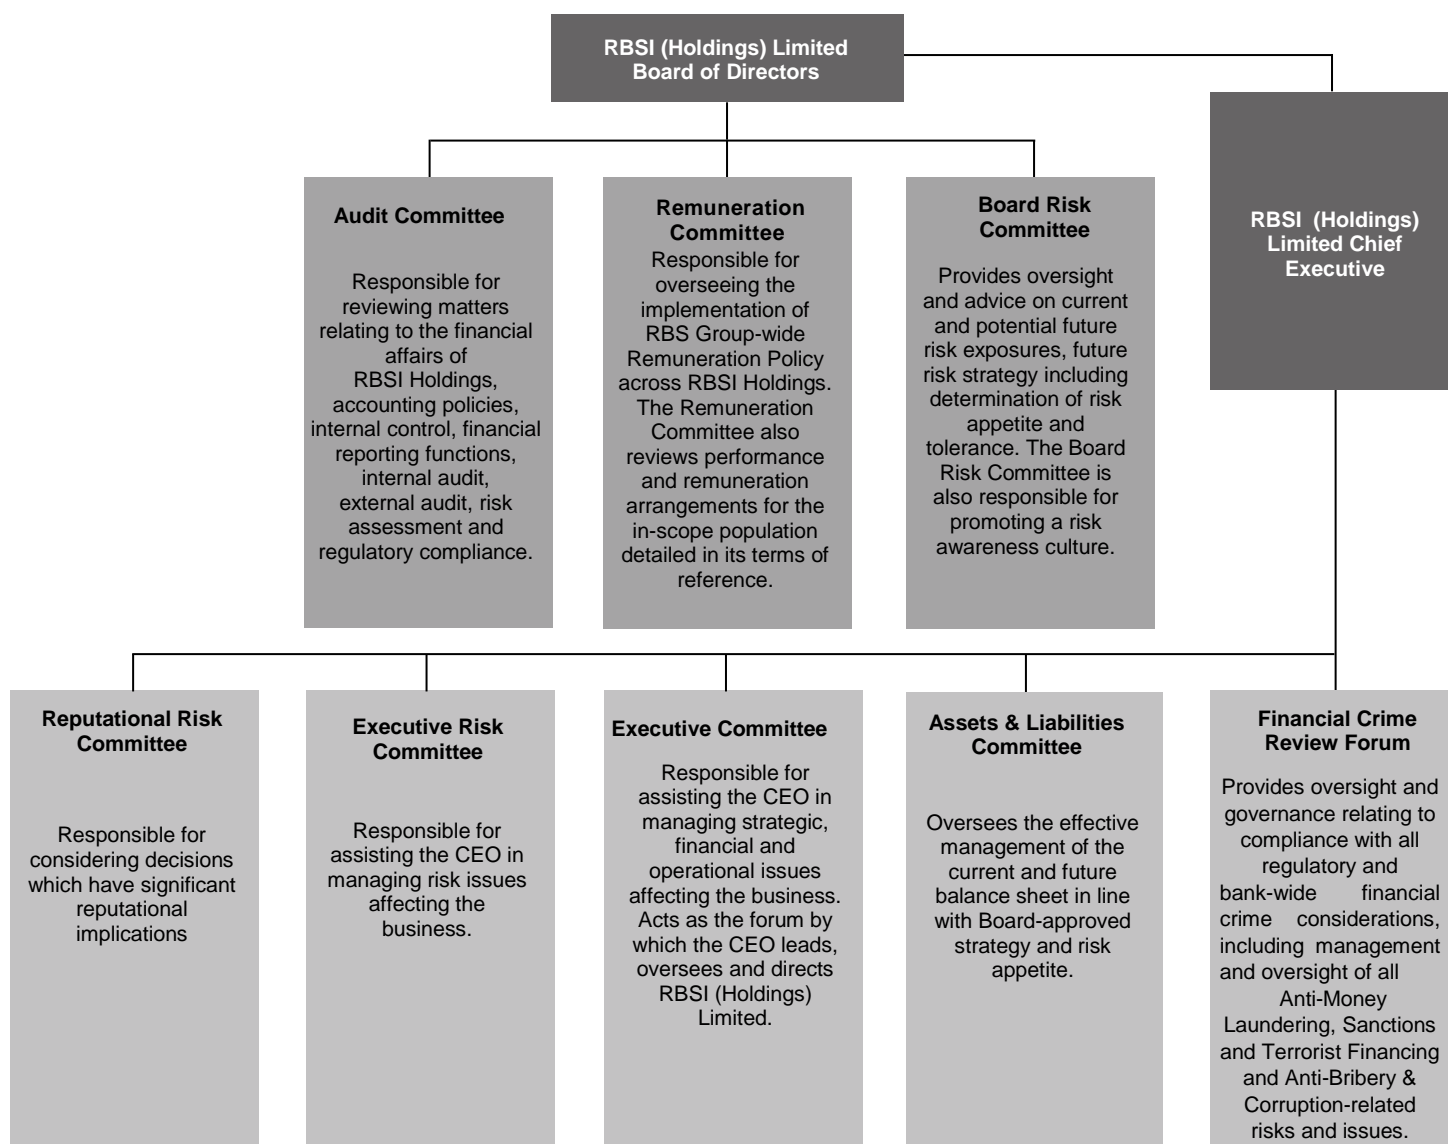 RBSI (Holdings) Limited
Board of Directors
RBSI (Holdings)
Limited Chief
Executive
Audit Committee
Responsible for
reviewing matters
relating to the financial
affairs of
RBSI Holdings,
accounting policies,
internal control, financial
reporting functions,
internal audit,
external audit, risk
assessment and
regulatory compliance.
Remuneration
Committee
Responsible for
overseeing the
implementation of
RBS Group-wide
Remuneration Policy
across RBSI Holdings.
The Remuneration
Committee also
reviews performance
and remuneration
arrangements for the
in-scope population
detailed in its terms of
reference.
Board Risk
Committee
Provides oversight
and advice on current
and potential future
risk exposures, future
risk strategy including
determination of risk
appetite and
tolerance. The Board
Risk Committee is
also responsible for
promoting a risk
awareness culture.
Reputational Risk
Committee
Responsible for
considering decisions
which have significant
reputational
implications
Executive Risk
Committee
Responsible for
assisting the CEO in
managing risk issues
affecting the
business.
Executive Committee
Responsible for
assisting the CEO in
managing strategic,
financial and
operational issues
affecting the business.
Acts as the forum by
which the CEO leads,
oversees and directs
RBSI (Holdings)
Limited.
Assets & Liabilities
Committee
Oversees the effective
management of the
current and future
balance sheet in line
with Board-approved
strategy and risk
appetite.
Financial Crime
Review Forum
Provides oversight and
governance relating to
compliance with all
regulatory and
bank-wide financial
crime considerations,
including management
and oversight of all
Anti-Money
Laundering, Sanctions
and Terrorist Financing
and Anti-Bribery &
Corruption-related
risks and issues.